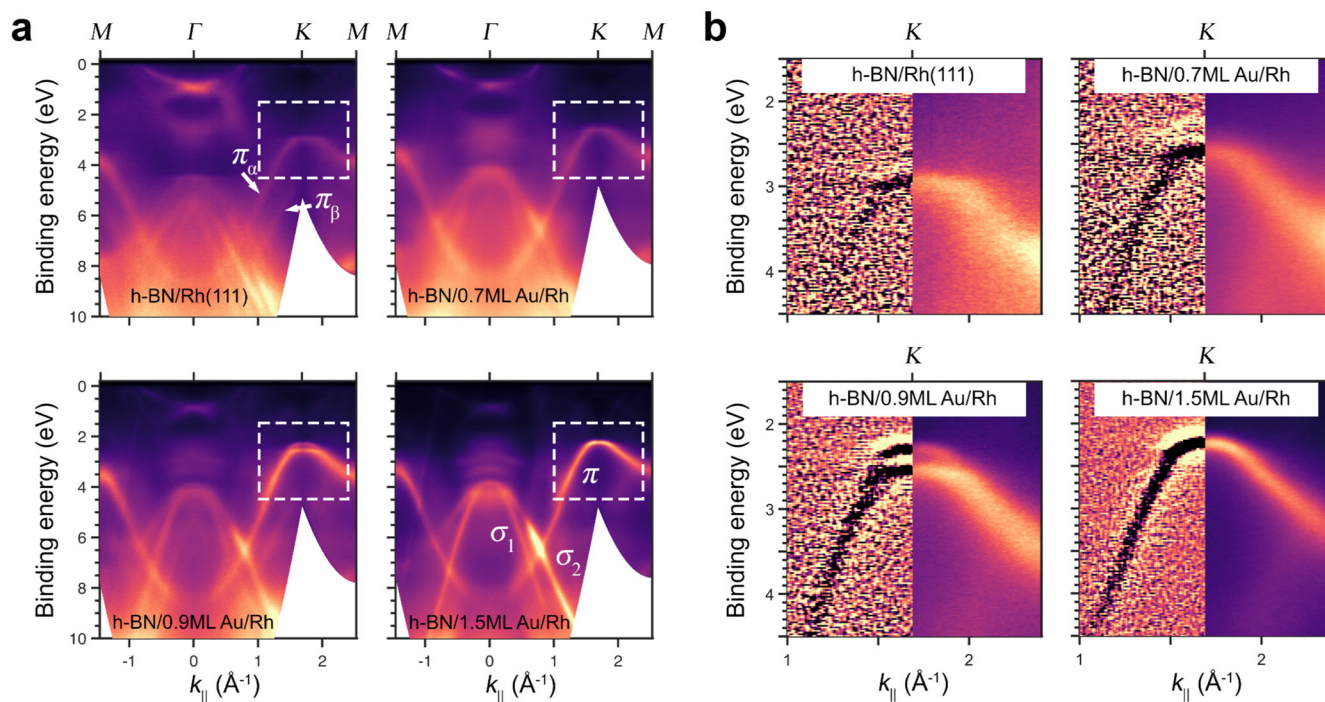 a
M Γ K M M Γ K M
Binding energy (eV)
0
2
4
6
8
10
πα
πβ
h-BN/Rh(111)
h-BN/0.7ML Au/Rh
Binding energy (eV)
0
2
4
6
8
10
π
σ1
σ2
h-BN/0.9ML Au/Rh
h-BN/1.5ML Au/Rh
-1 0 1 2 -1 0 1 2
k|| (Å-1) k|| (Å-1)
b
K K
h-BN/Rh(111)
h-BN/0.7ML Au/Rh
Binding energy (eV)
2
3
4
K K
h-BN/0.9ML Au/Rh
h-BN/1.5ML Au/Rh
Binding energy (eV)
2
3
4
1 2 1 2
k|| (Å-1) k|| (Å-1)